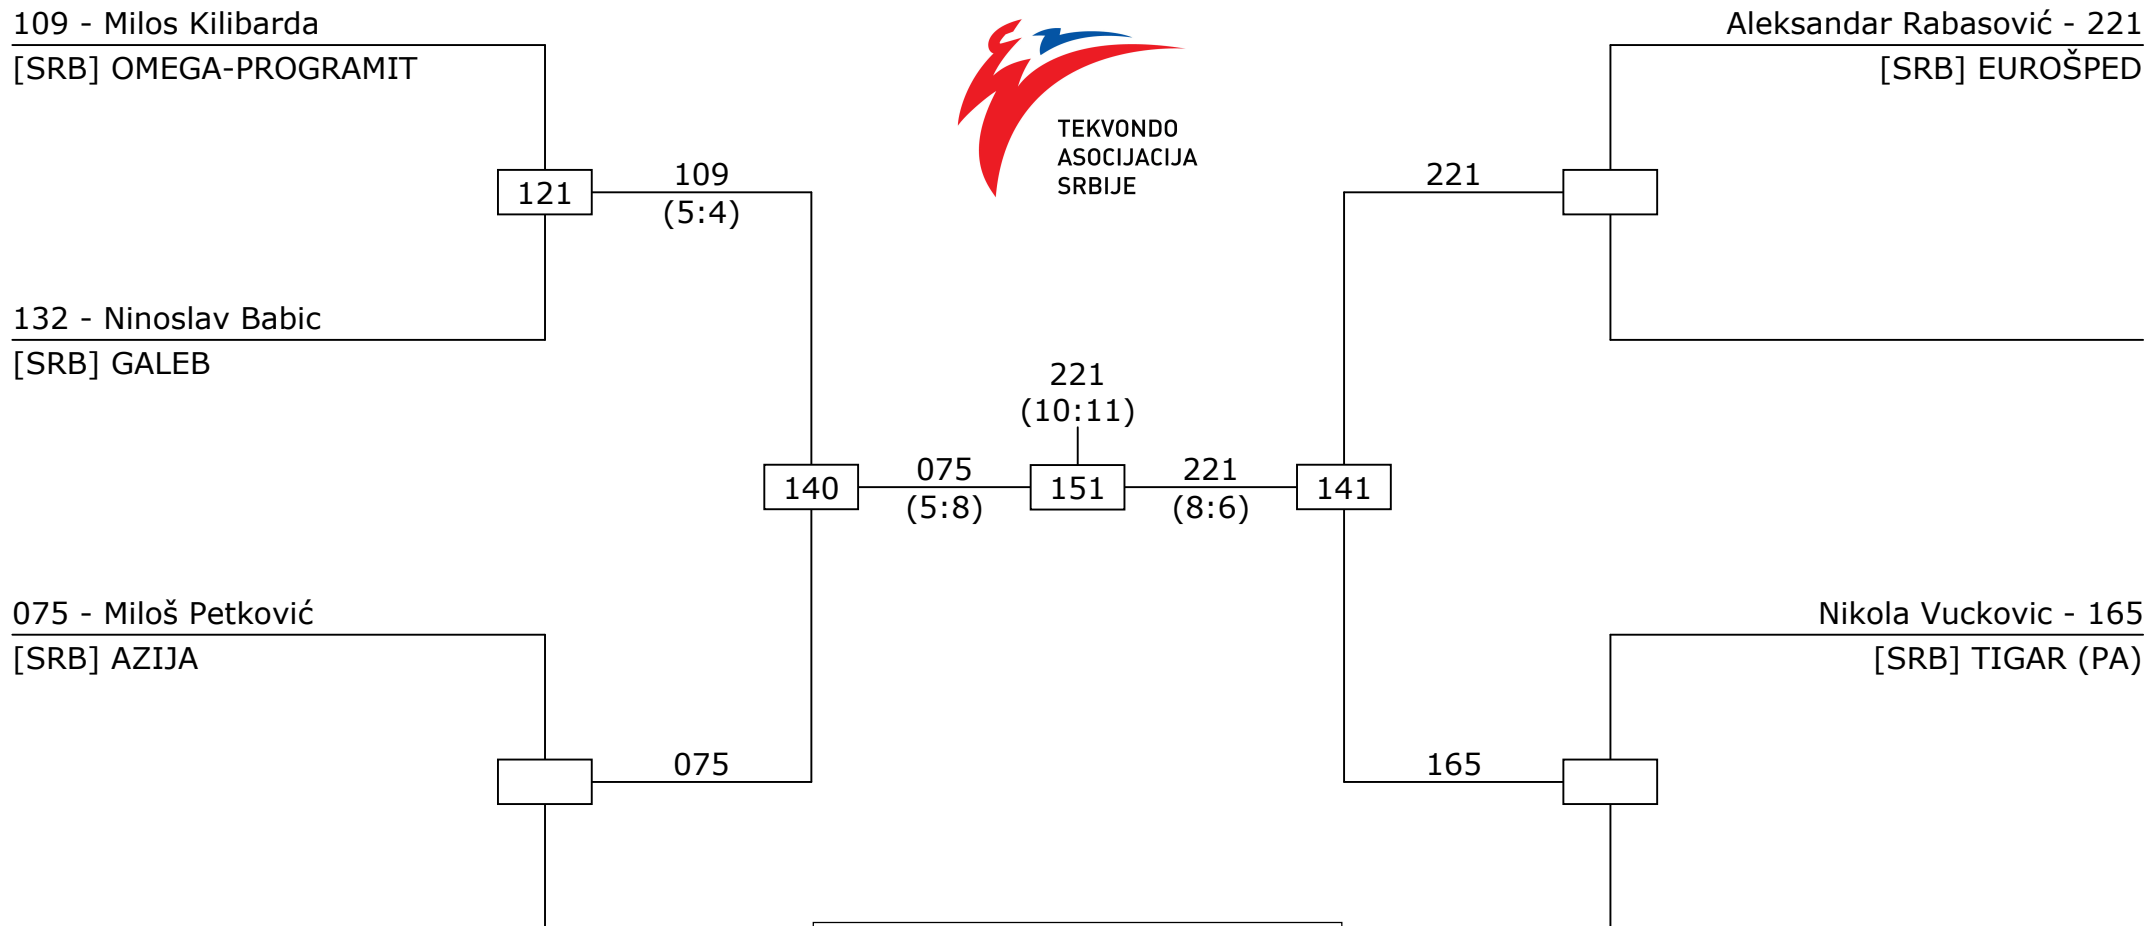 109 - Milos Kilibarda
[SRB] OMEGA-PROGRAMIT
Aleksandar Rabasović - 221
[SRB] EUROŠPED
TEKVONDO
ASOCIJACIJA
SRBIJE
121
109
(5:4)
221
132 - Ninoslav Babic
[SRB] GALEB
221
(10:11)
140
075
(5:8)
151
221
(8:6)
141
075 - Miloš Petković
[SRB] AZIJA
Nikola Vuckovic - 165
[SRB] TIGAR (PA)
075
165